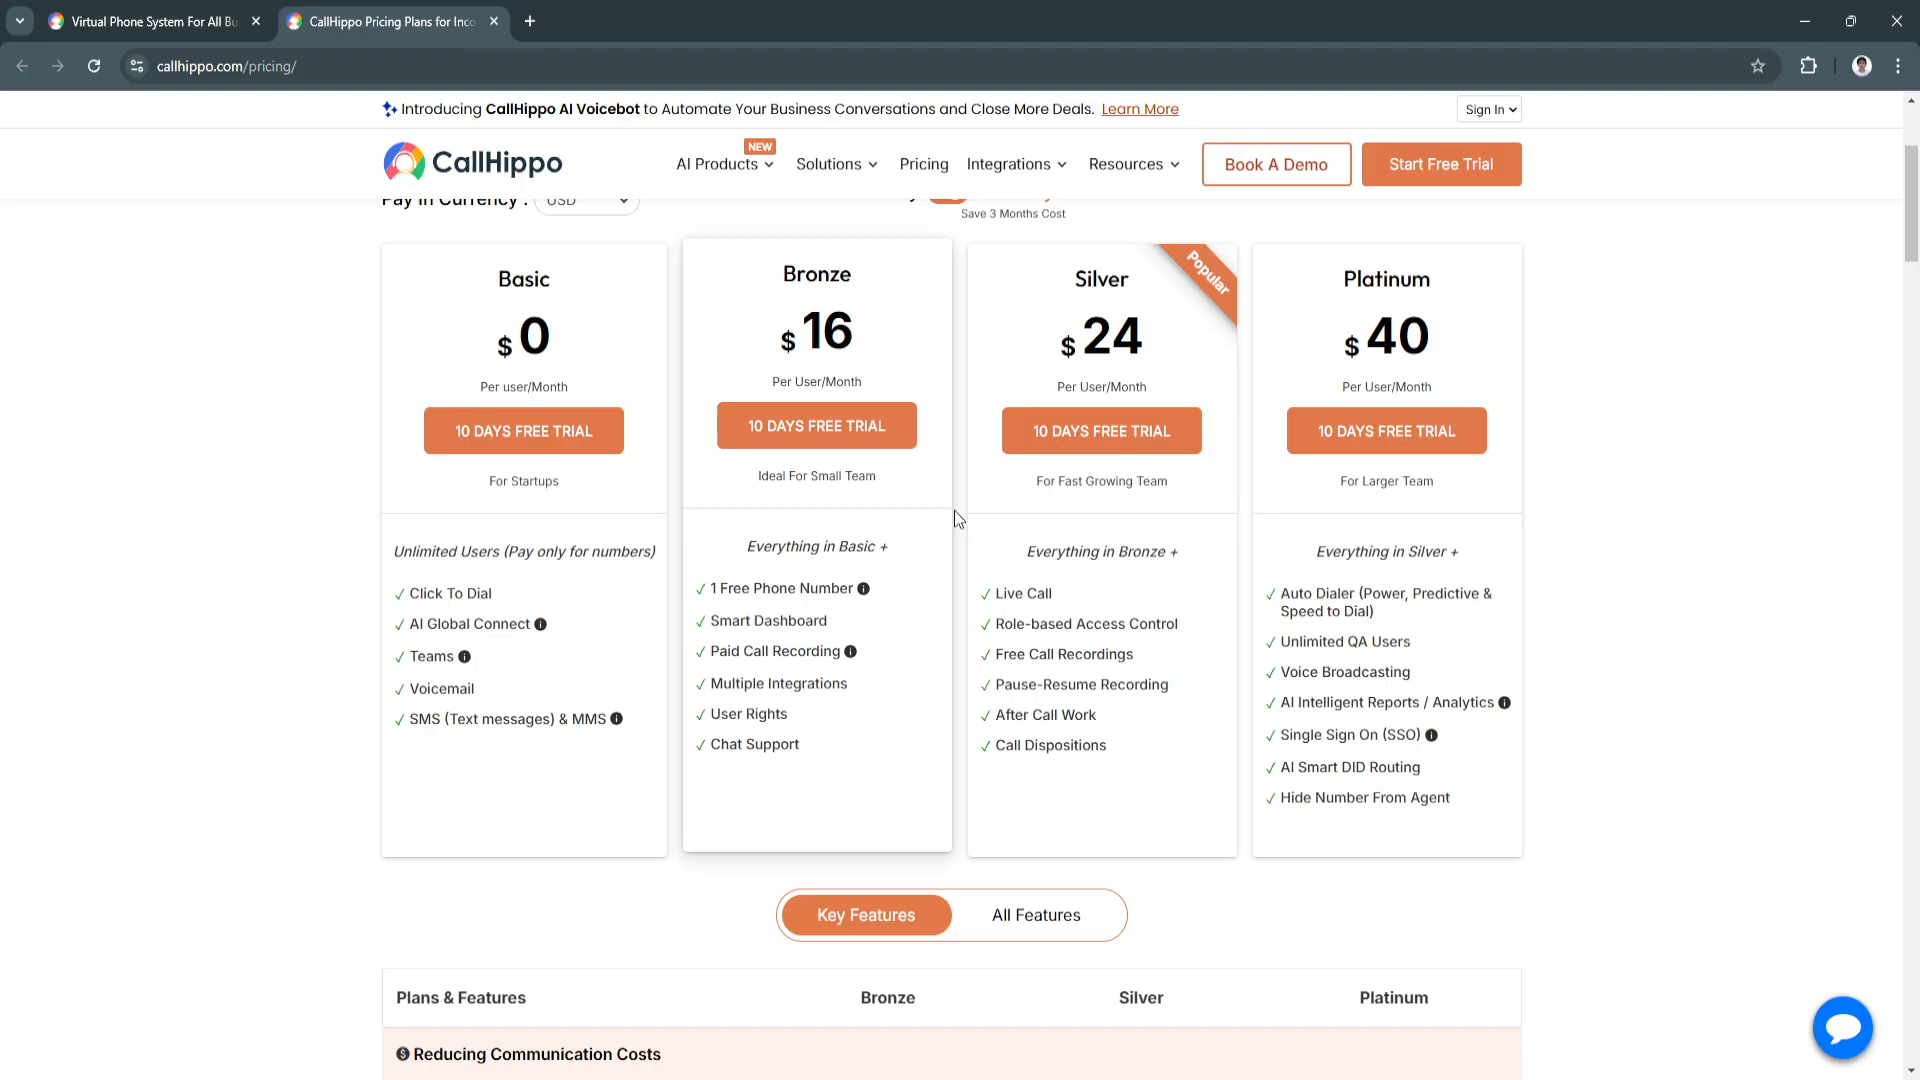 Virtual Phone System For All Bu
CallHippo Pricing Plans for Inco
callhippo.com/pricing/
Introducing CallHippo AI Voicebot to Automate Your Business Conversations and Close More Deals. Learn More
Sign In
CallHippo
AI Products
NEW
Solutions
Pricing
Integrations
Resources
Book A Demo
Start Free Trial
Pay in Currency :
USD
Save 3 Months Cost
Basic
$ 0
Per user/Month
10 DAYS FREE TRIAL
For Startups
Unlimited Users (Pay only for numbers)
✓ Click To Dial
✓ AI Global Connect
✓ Teams
✓ Voicemail
✓ SMS (Text messages) & MMS
Bronze
$ 16
Per User/Month
10 DAYS FREE TRIAL
Ideal For Small Team
Everything in Basic +
✓ 1 Free Phone Number
✓ Smart Dashboard
✓ Paid Call Recording
✓ Multiple Integrations
✓ User Rights
✓ Chat Support
Silver
Popular
$ 24
Per User/Month
10 DAYS FREE TRIAL
For Fast Growing Team
Everything in Bronze +
✓ Live Call
✓ Role-based Access Control
✓ Free Call Recordings
✓ Pause-Resume Recording
✓ After Call Work
✓ Call Dispositions
Platinum
$ 40
Per User/Month
10 DAYS FREE TRIAL
For Larger Team
Everything in Silver +
✓ Auto Dialer (Power, Predictive &
Speed to Dial)
✓ Unlimited QA Users
✓ Voice Broadcasting
✓ AI Intelligent Reports / Analytics
✓ Single Sign On (SSO)
✓ AI Smart DID Routing
✓ Hide Number From Agent
Key Features
All Features
Plans & Features
Bronze
Silver
Platinum
Reducing Communication Costs